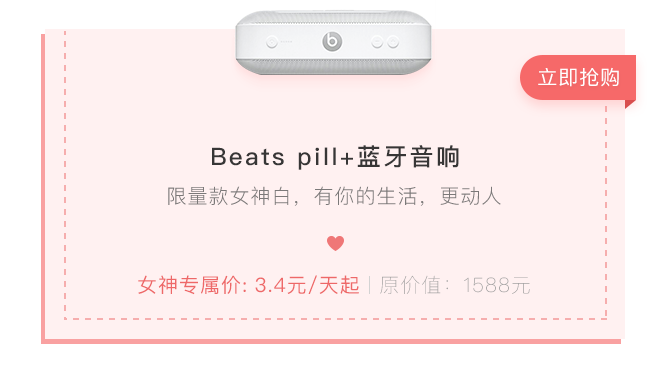 立即抢购
Beats pill+蓝牙音响
限量款女神白，有你的生活，更动人
女神专属价: 3.4元/天起 | 原价值：1588元